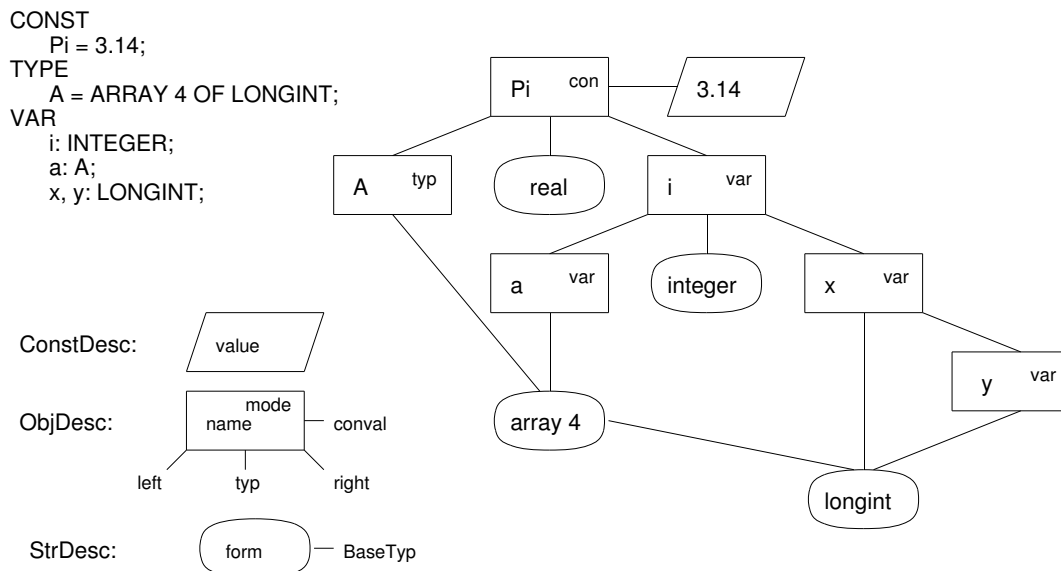 CONST
Pi = 3.14;
TYPE
A = ARRAY 4 OF LONGINT;
VAR
i: INTEGER;
a: A;
x, y: LONGINT;
Pi con
3.14
A typ
real
i var
a var
integer
x var
y var
array 4
longint
ConstDesc:
value
ObjDesc:
mode
name
conval
left
typ
right
StrDesc:
form
BaseTyp